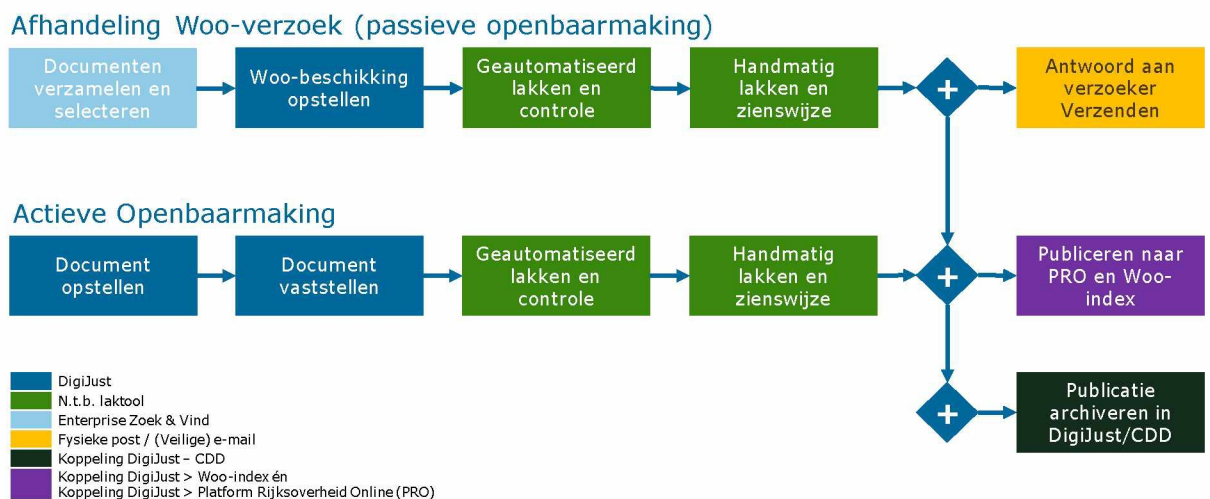 Afhandeling Woo-verzoek (passieve openbaarmaking)
Documenten
verzamelen en
selecteren
Woo-beschikking
opstellen
Geautomatiseerd
lakken en
controle
Handmatig
lakken en
zienswijze
+
Antwoord aan
verzoeker
Verzenden
Actieve Openbaarmaking
Document
opstellen
Document
vaststellen
Geautomatiseerd
lakken en
controle
Handmatig
lakken en
zienswijze
+
Publiceren naar
PRO en Woo-
index
+
Publicatie
archiveren in
DigiJust/CDD
DigiJust
N.t.b. laktool
Enterprise Zoek & Vind
Fysieke post / (Veilige) e-mail
Koppeling DigiJust – CDD
Koppeling DigiJust > Woo-index én
Koppeling DigiJust > Platform Rijksoverheid Online (PRO)